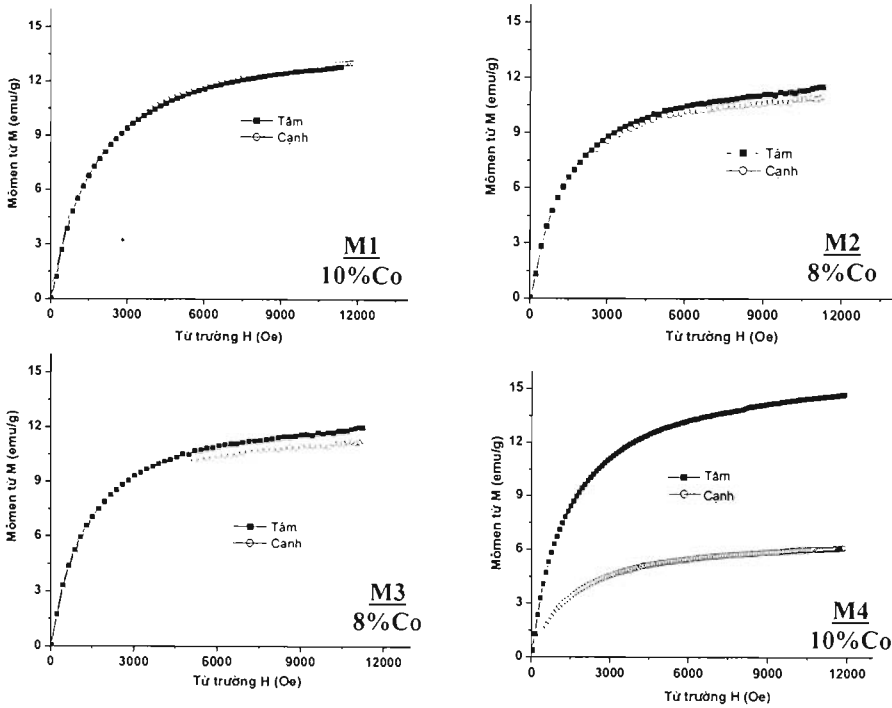 Mômen từ M (emu/g)
15
12
9
6
3
0
0 3000 6000 9000 12000
Từ trường H (Oe)
Tâm
Cạnh
M1
10%Co
Mômen từ M (emu/g)
15
12
9
6
3
0
0 3000 6000 9000 12000
Từ trường H (Oe)
Tâm
Cạnh
M2
8%Co
Mômen từ M (emu/g)
15
12
9
6
3
0
0 3000 6000 9000 12000
Từ trường H (Oe)
Tâm
Cạnh
M3
8%Co
Mômen từ M (emu/g)
15
12
9
6
3
0
0 3000 6000 9000 12000
Từ trường H (Oe)
Tâm
Cạnh
M4
10%Co